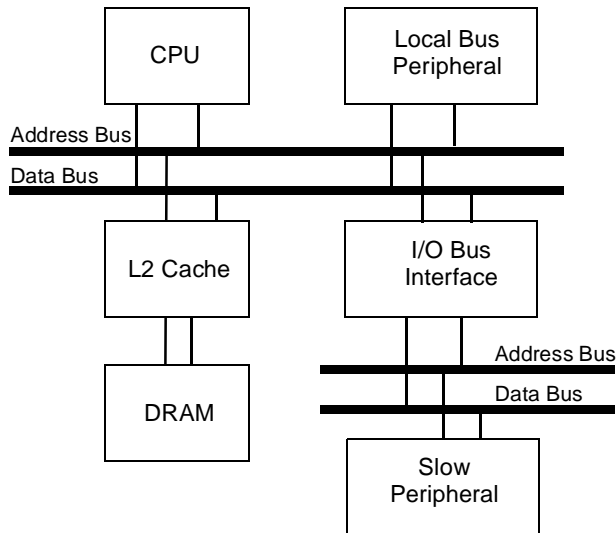 CPU
Local Bus
Peripheral
Address Bus
Data Bus
L2 Cache
I/O Bus
Interface
Address Bus
Data Bus
DRAM
Slow
Peripheral